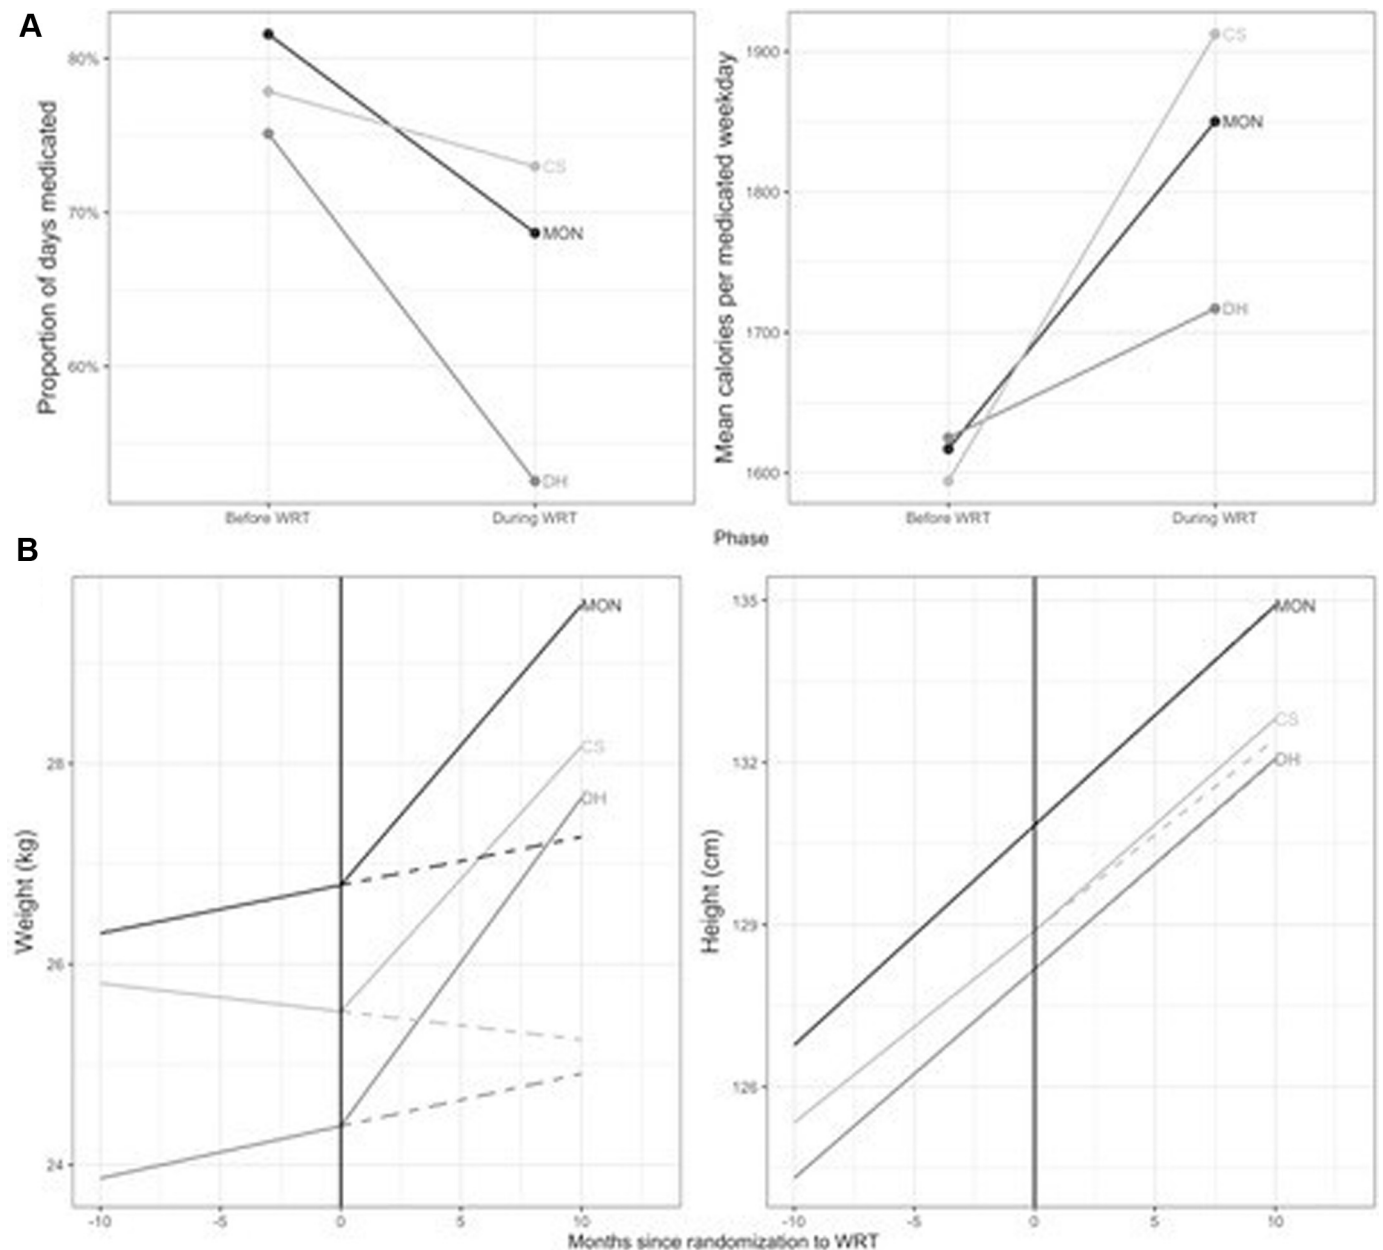 A
Proportion of days medicated
80%
70%
60%
CS
MON
DH
Before WRT
During WRT
Mean calories per medicated weekday
1900
1800
1700
1600
CS
MON
DH
Before WRT
During WRT
Phase
B
Weight (kg)
28
26
24
MON
CS
DH
-10
-5
0
5
10
Height (cm)
135
132
129
126
MON
CS
DH
-10
-5
0
5
10
Months since randomization to WRT